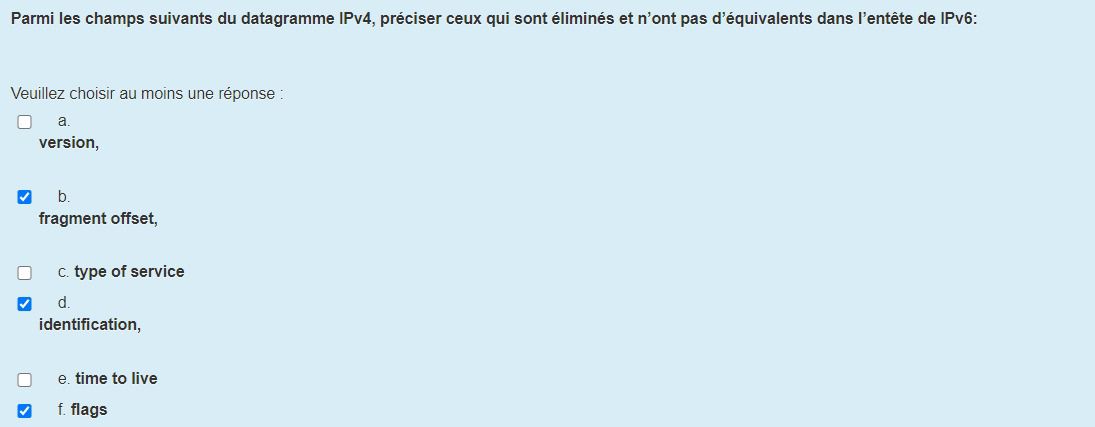 Parmi les champs suivants du datagramme IPv4, préciser ceux qui sont éliminés et n’ont pas d’équivalents dans l’entête de IPv6:
Veuillez choisir au moins une réponse :
a.
version,
b.
fragment offset,
c. type of service
d.
identification,
e. time to live
f. flags